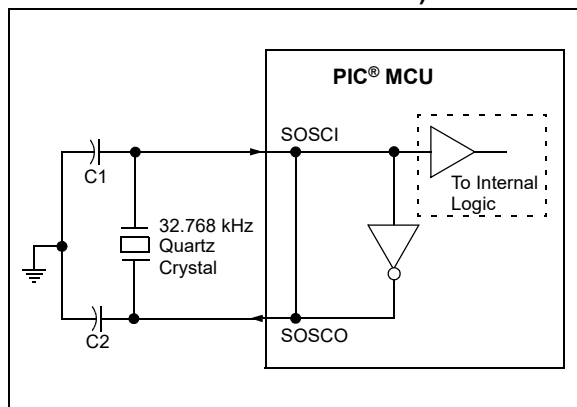 PIC® MCU
SOSCI
C1
To Internal
Logic
32.768 kHz
Quartz
Crystal
SOSCO
C2